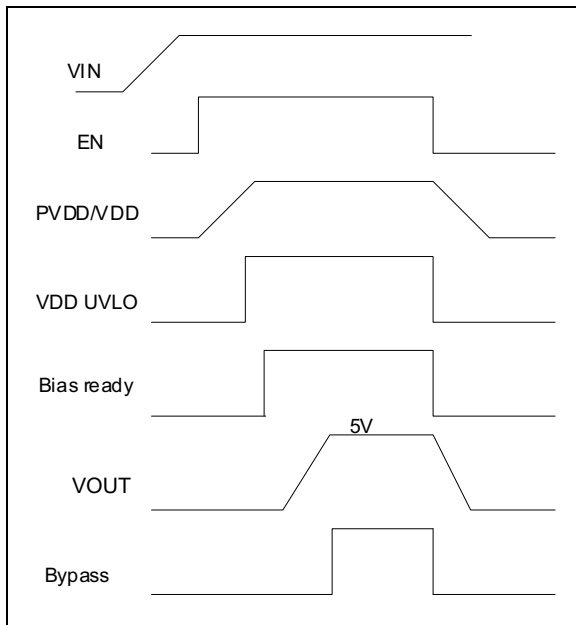 VIN
EN
PVDD/VDD
VDD UVLO
Bias ready
5V
VOUT
Bypass